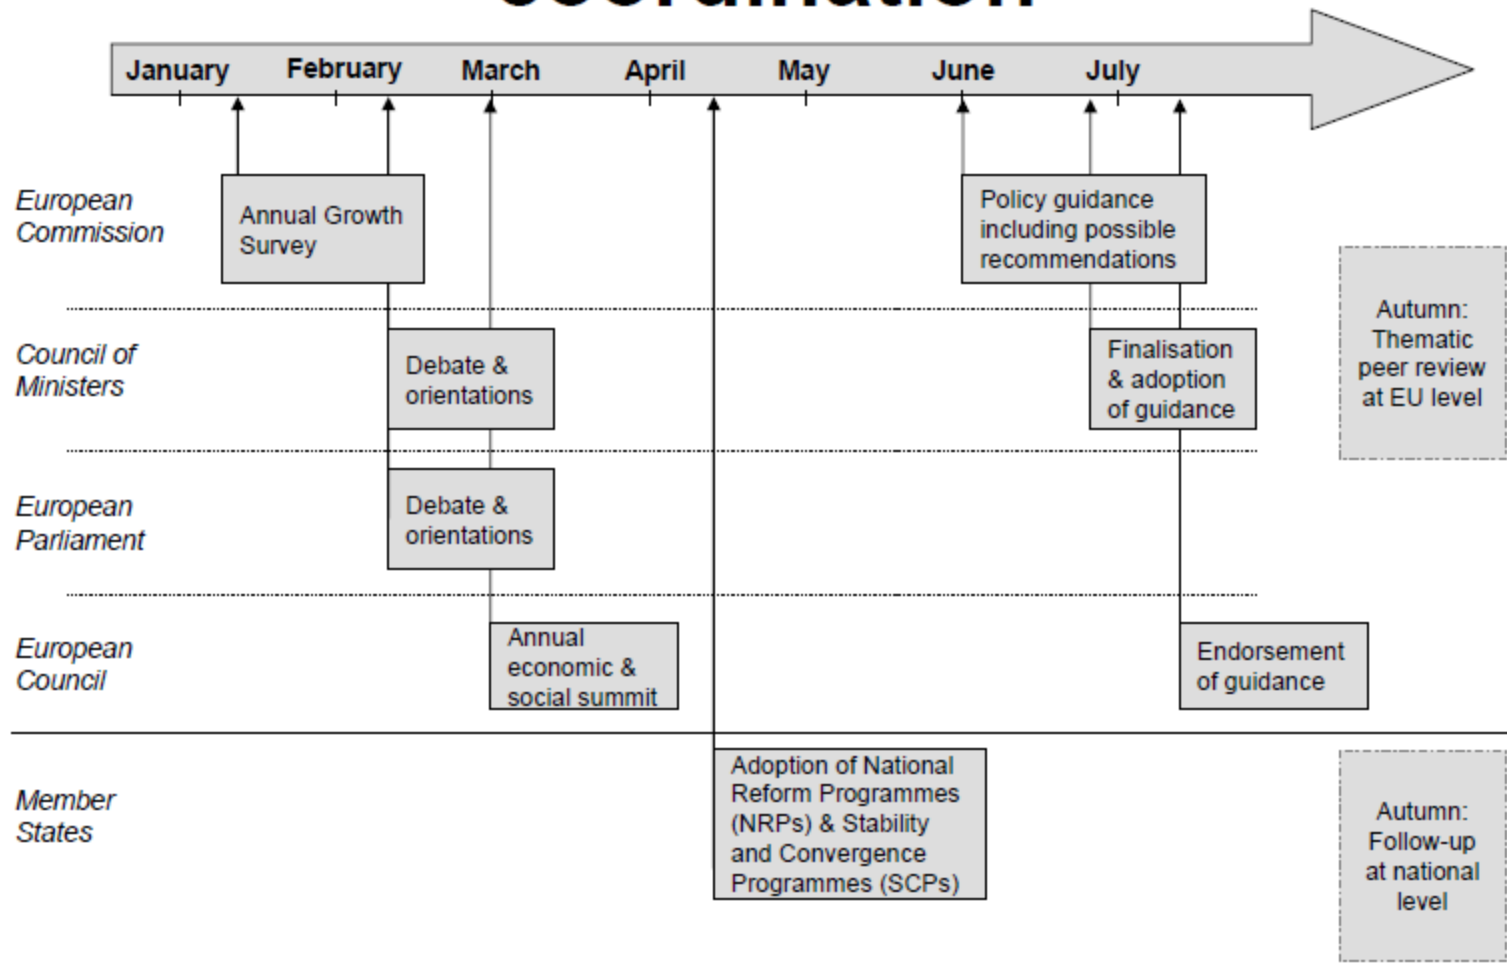 coordination
January February March April May June July
European
Commission
Annual Growth
Survey
Policy guidance
including possible
recommendations
Autumn:
Thematic
peer review
at EU level
Council of
Ministers
Debate &
orientations
Finalisation
& adoption
of guidance
European
Parliament
Debate &
orientations
European
Council
Annual
economic &
social summit
Endorsement
of guidance
Member
States
Adoption of National
Reform Programmes
(NRPs) & Stability
and Convergence
Programmes (SCPs)
Autumn:
Follow-up
at national
level